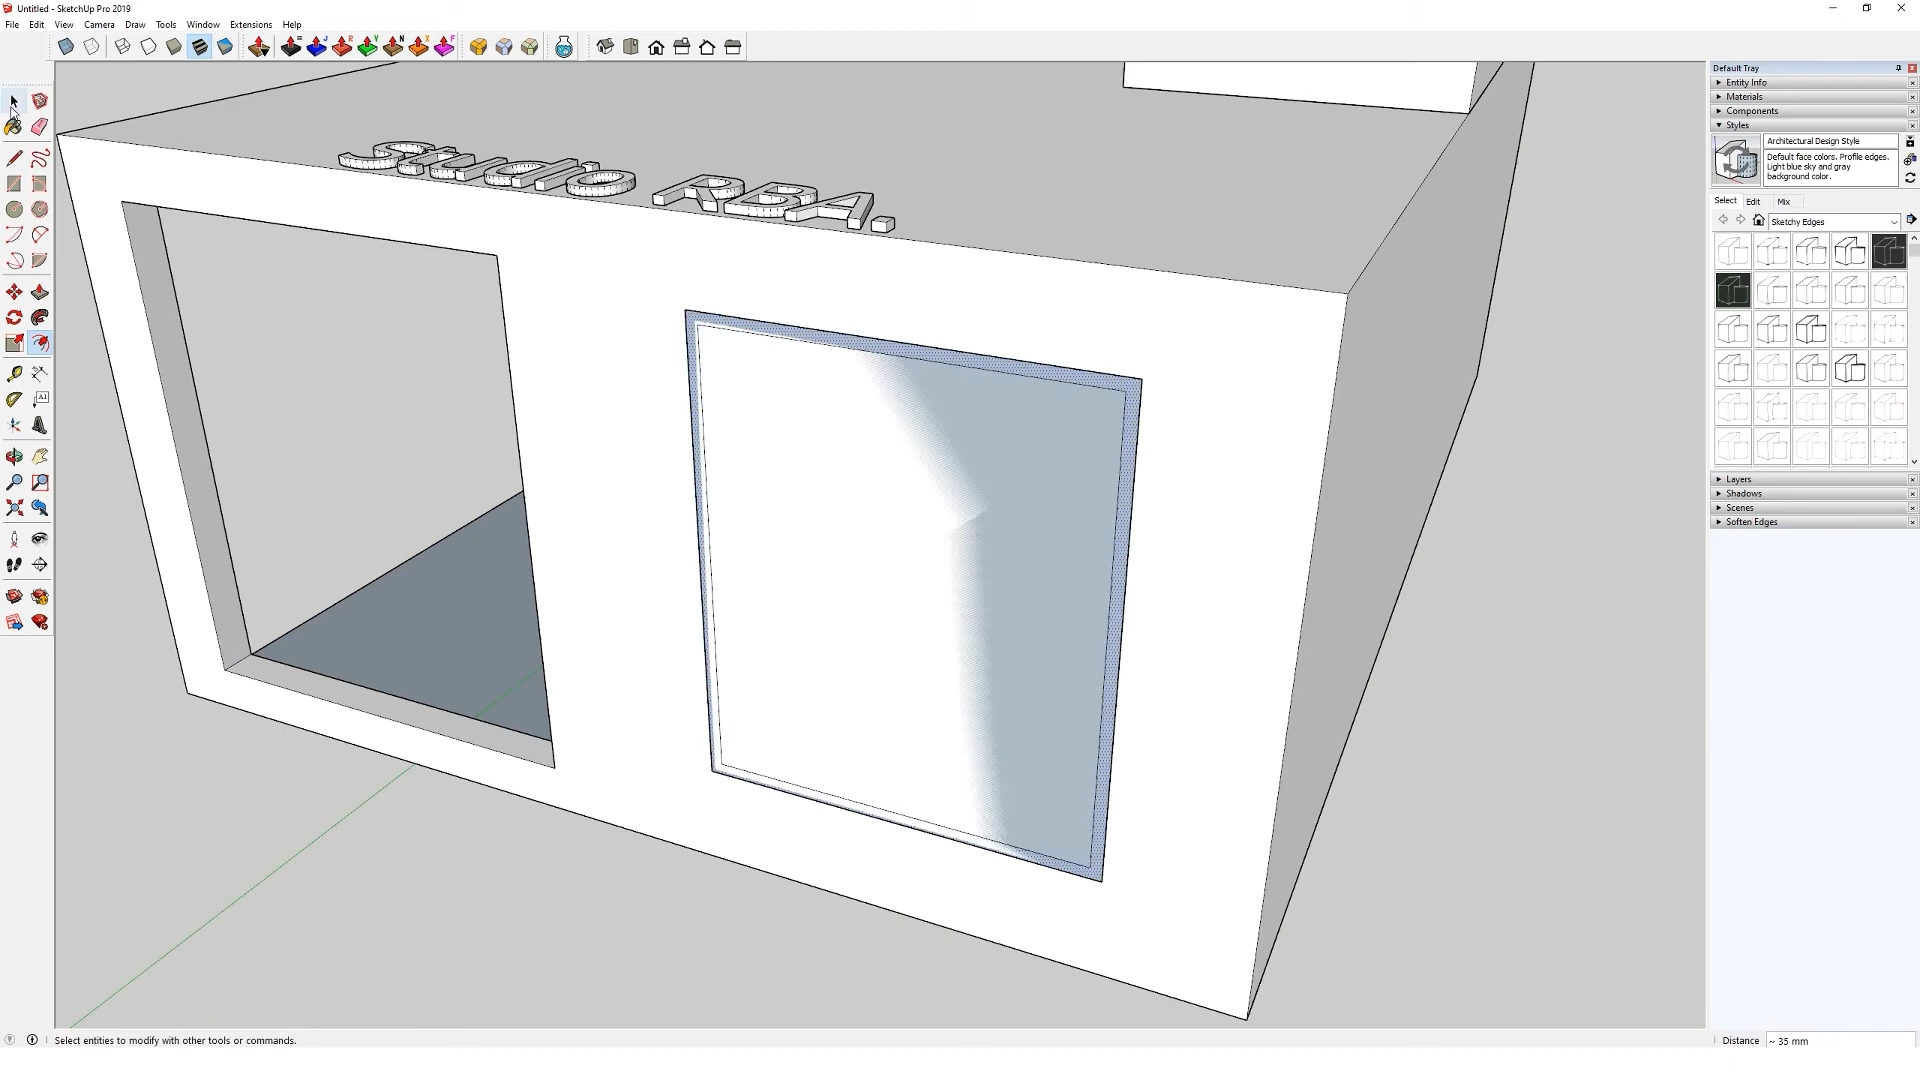 Untitled - SketchUp Pro 2019
File Edit View Camera Draw Tools Window Extensions Help
Default Tray
Entity Info
Materials
Components
Styles
Architectural Design Style
Default face colors. Profile edges. Light blue sky and gray background color.
Select Edit Mix
Sketchy Edges
Layers
Shadows
Scenes
Soften Edges
Studio RBA.
Select entities to modify with other tools or commands.
Distance ~ 35 mm